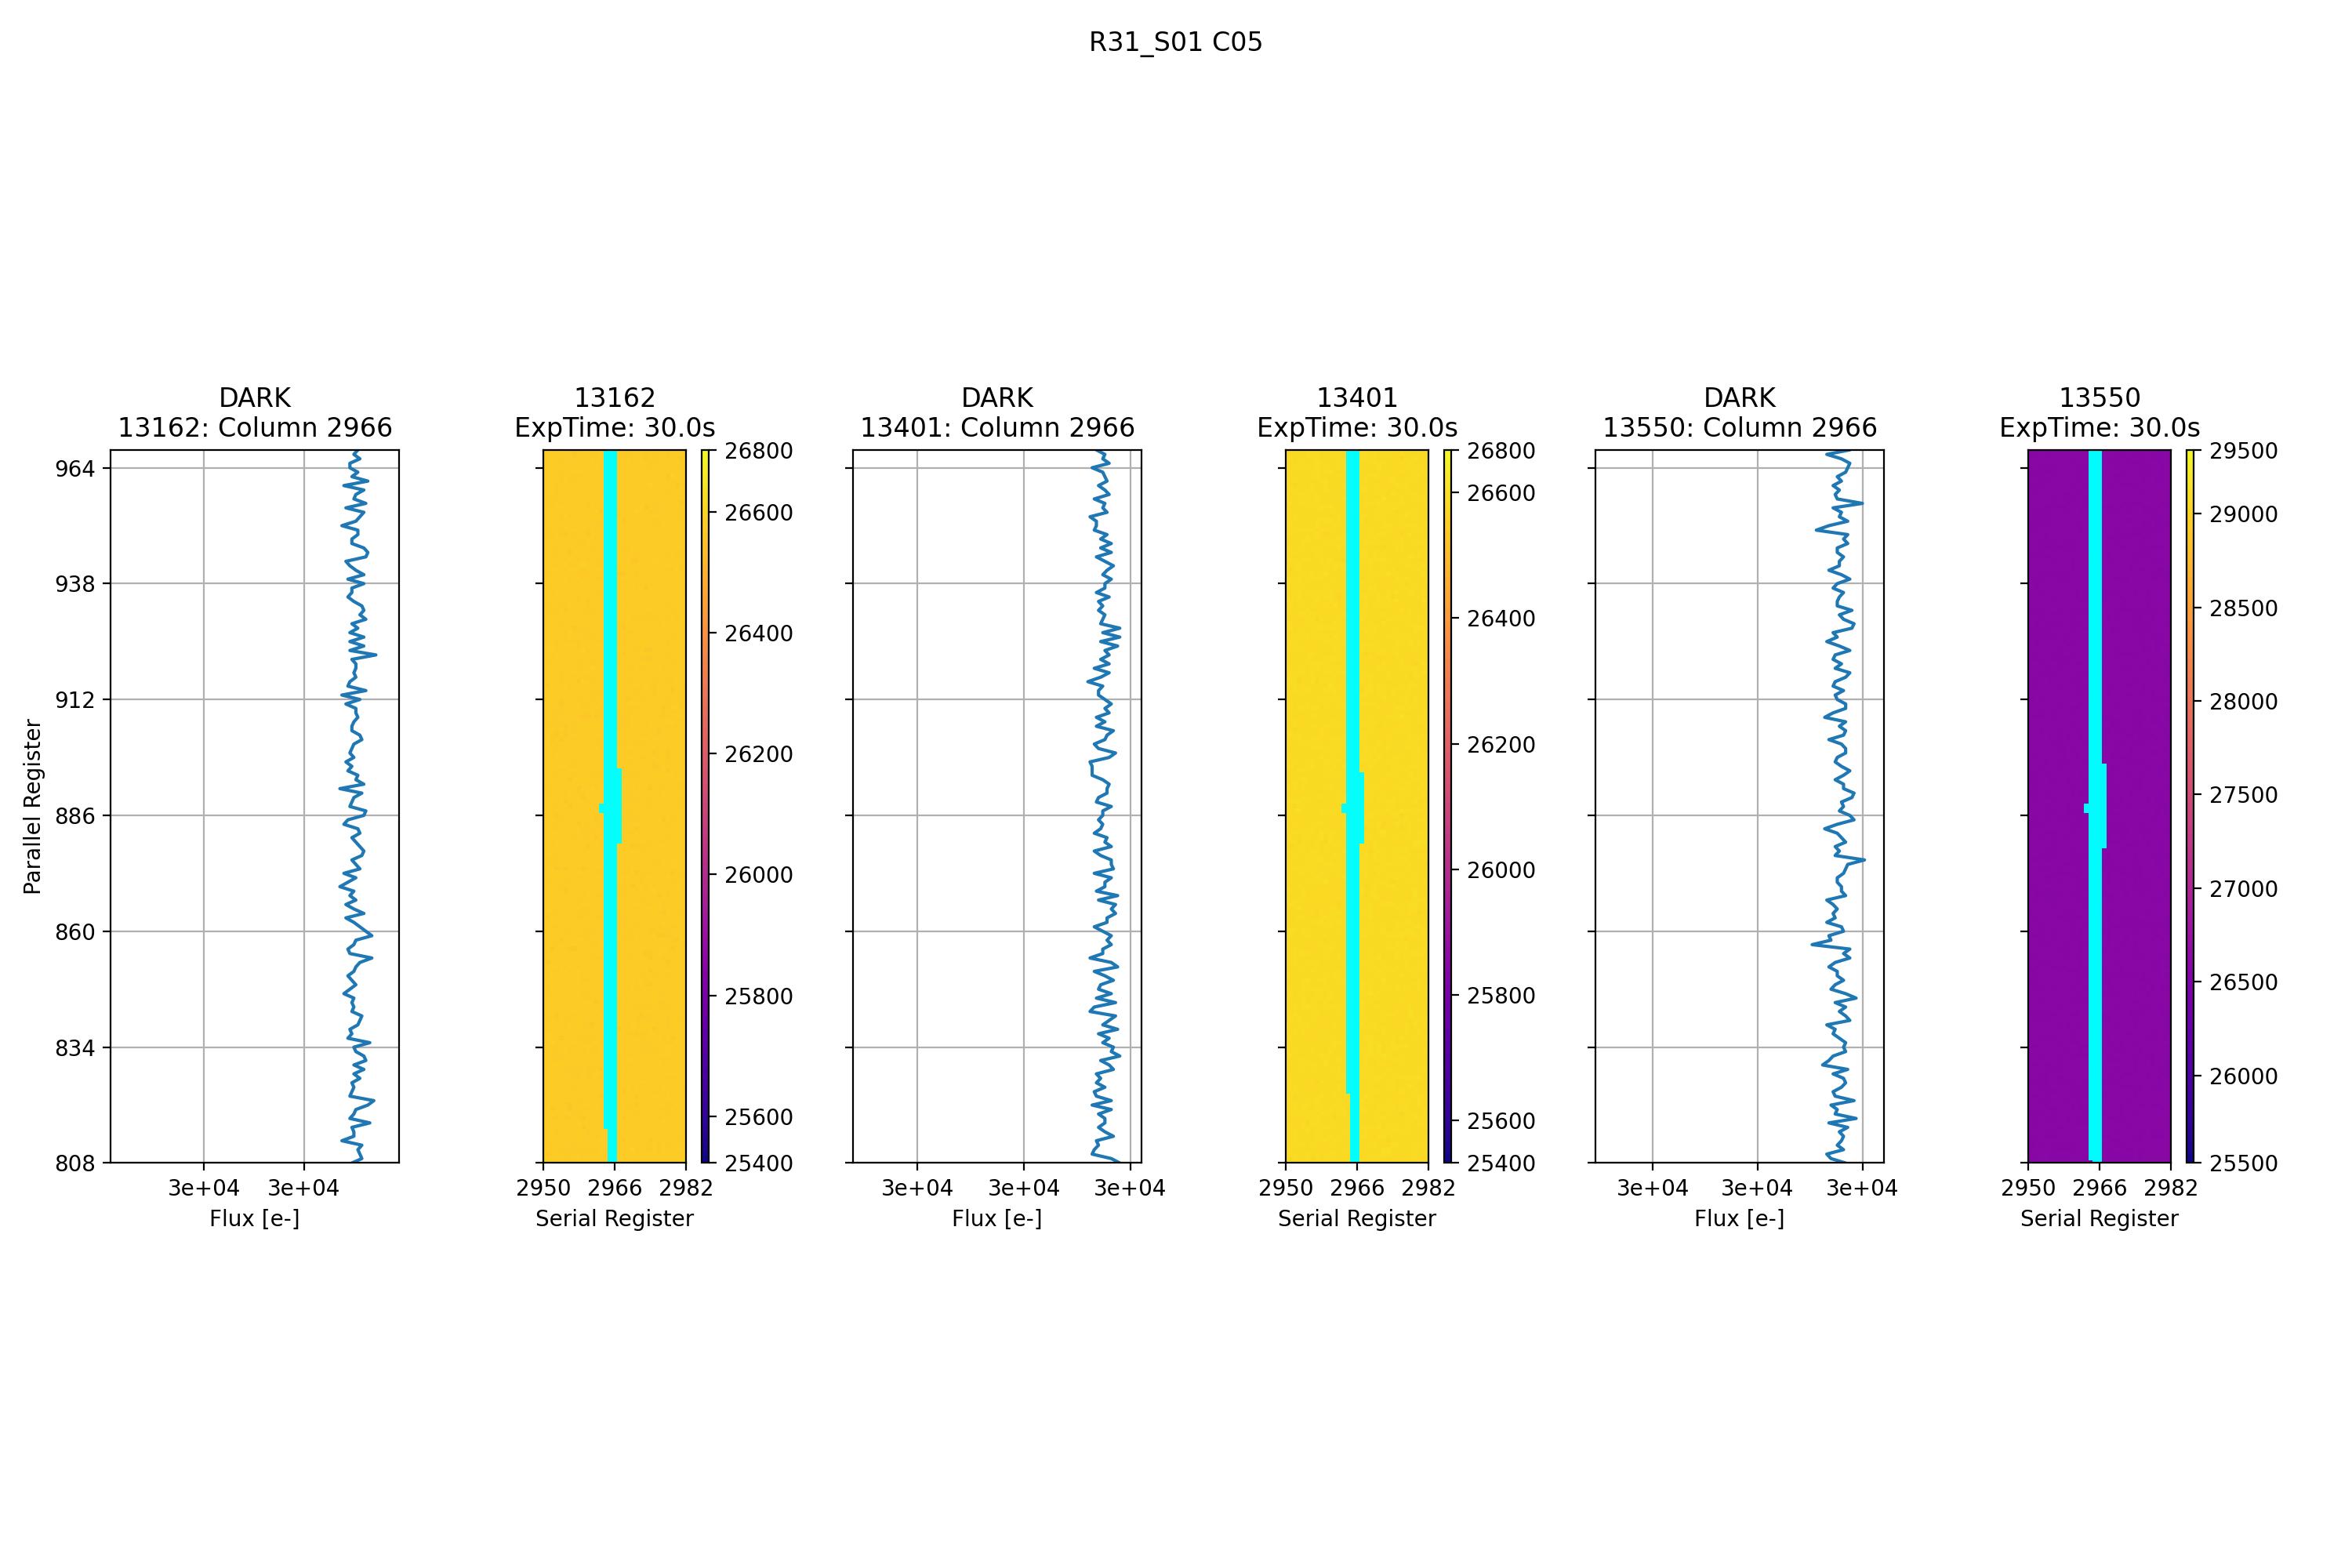 R31_S01 C05
DARK
13162: Column 2966
13162
ExpTime: 30.0s
DARK
13401: Column 2966
13401
ExpTime: 30.0s
DARK
13550: Column 2966
13550
ExpTime: 30.0s
Parallel Register
964
938
912
886
860
834
808
3e+04 3e+04
Flux [e-]
2950 2966 2982
Serial Register
26800
26600
26400
26200
26000
25800
25600
25400
3e+04 3e+04 3e+04
Flux [e-]
2950 2966 2982
Serial Register
26800
26600
26400
26200
26000
25800
25600
25400
3e+04 3e+04 3e+04
Flux [e-]
2950 2966 2982
Serial Register
29500
29000
28500
28000
27500
27000
26500
26000
25500